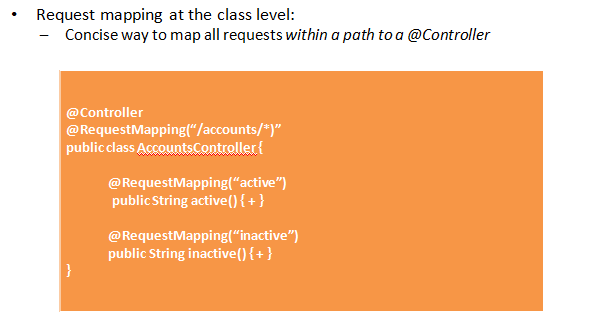 • Request mapping at the class level:
– Concise way to map all requests within a path to a @Controller
@Controller
@RequestMapping(“/accounts/*)”
public class AccountsController {
@RequestMapping(“active”)
public String active() { + }
@RequestMapping(“inactive”)
public String inactive() { + }
}